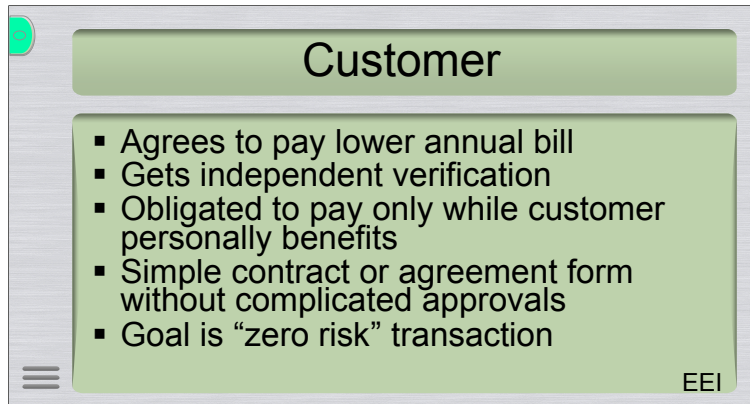 Customer
▪ Agrees to pay lower annual bill
▪ Gets independent verification
▪ Obligated to pay only while customer
personally benefits
▪ Simple contract or agreement form
without complicated approvals
▪ Goal is “zero risk” transaction
EEI